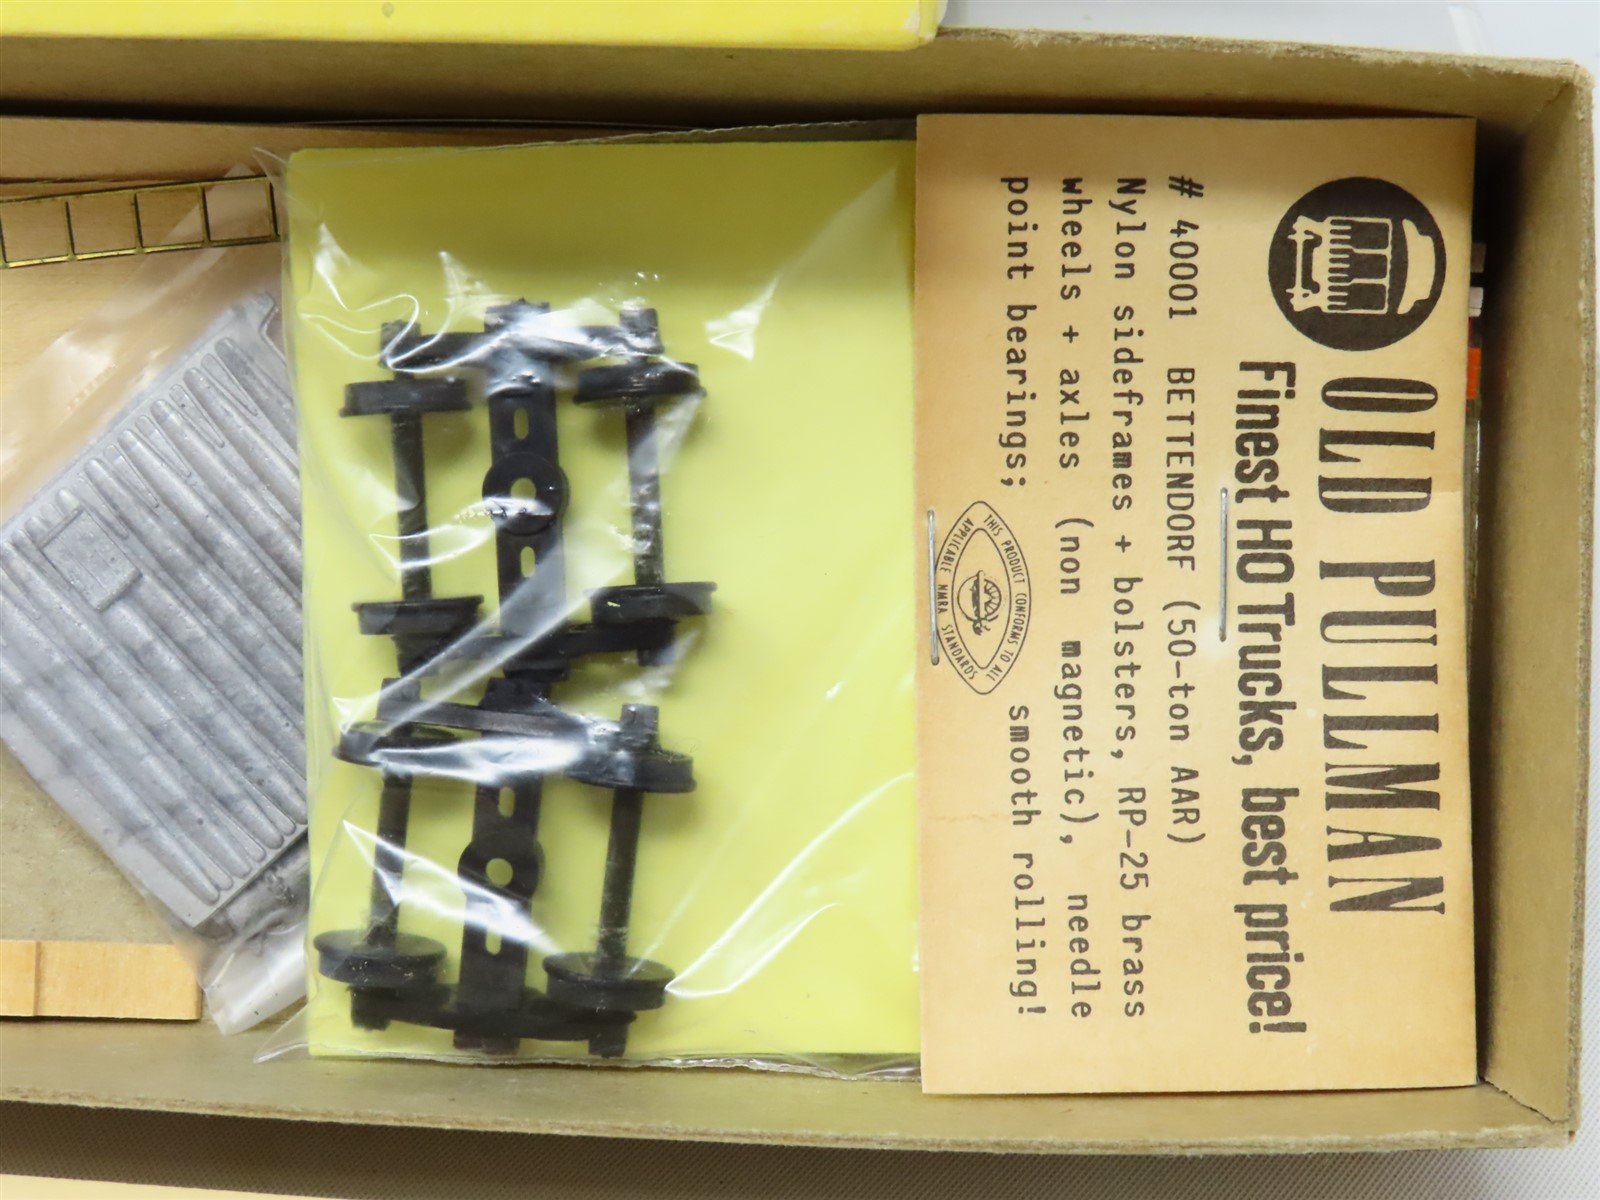 OLD PULLMAN
Finest HO Trucks, best price!
# 40001 BETTENDORF (50-ton AAR)
Nylon sideframes + bolsters, RP-25 brass
wheels + axles (non magnetic), needle
point bearings; smooth rolling!
THIS PRODUCT CONFORMS TO ALL
APPLICABLE NMRA STANDARDS